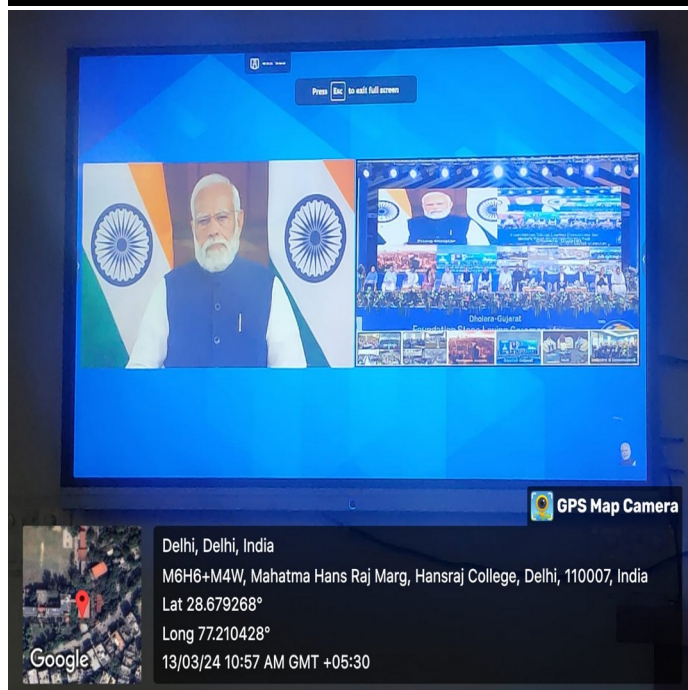 Press Esc to exit full screen
Dholera-Gujarat
GPS Map Camera
Delhi, Delhi, India
M6H6+M4W, Mahatma Hans Raj Marg, Hansraj College, Delhi, 110007, India
Lat 28.679268°
Long 77.210428°
13/03/24 10:57 AM GMT +05:30
Google